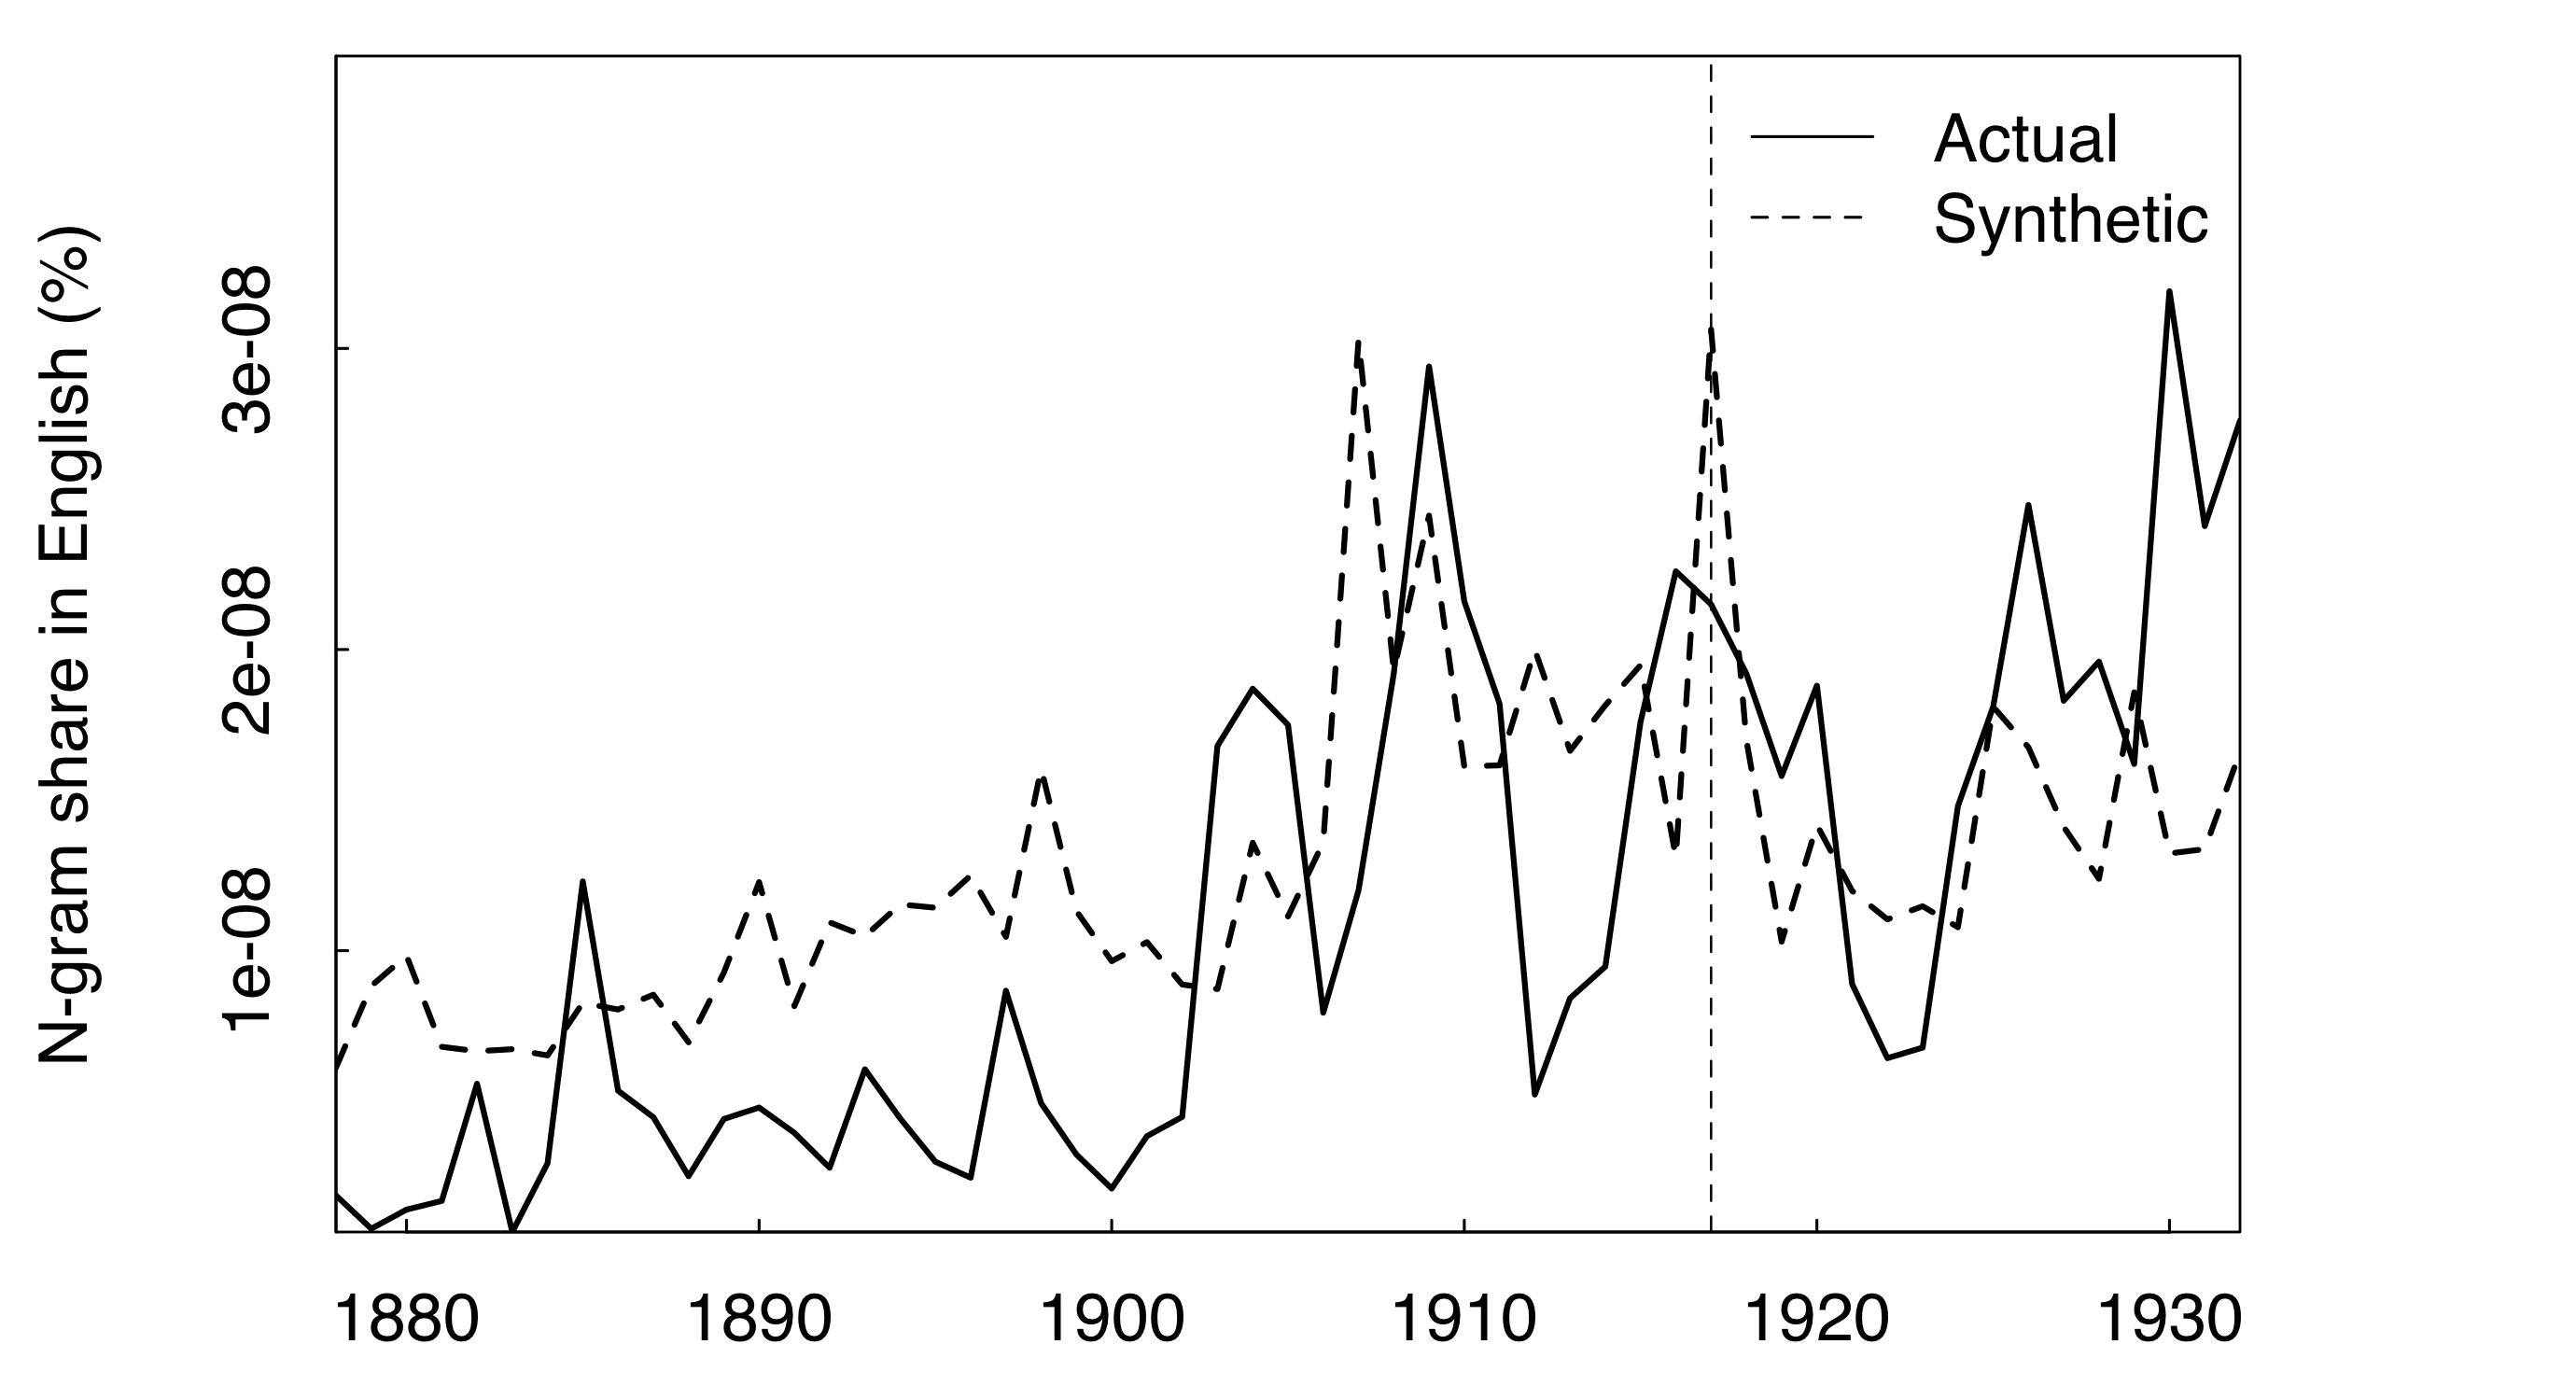 Actual
Synthetic
N-gram share in English (%)
3e-08
2e-08
1e-08
1880 1890 1900 1910 1920 1930